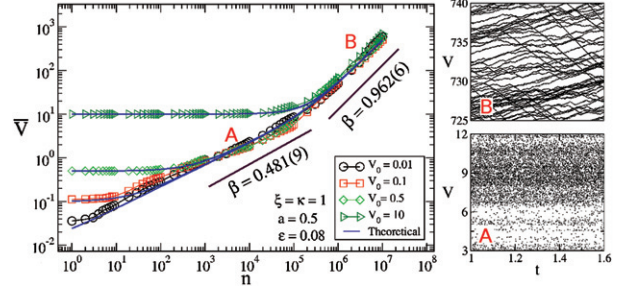 10³
10²
10¹
10⁰
10⁻¹
10⁻²
V̅
A
B
β = 0.481(9)
β = 0.962(6)
ξ = κ = 1
a = 0.5
ε = 0.08
V₀ = 0.01
V₀ = 0.1
V₀ = 0.5
V₀ = 10
Theoretical
10⁰ 10¹ 10² 10³ 10⁴ 10⁵ 10⁶ 10⁷ 10⁸
n
740
735
730
725
V
B
12
9
6
3
V
A
1 1.2 1.4 1.6
t